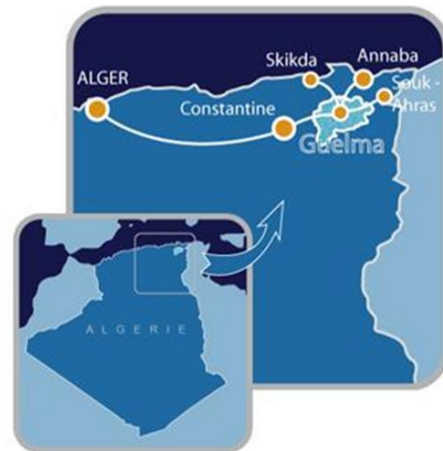 Skikda
Annaba
ALGER
Souk -
Ahras
Constantine
Guelma
ALGERIE